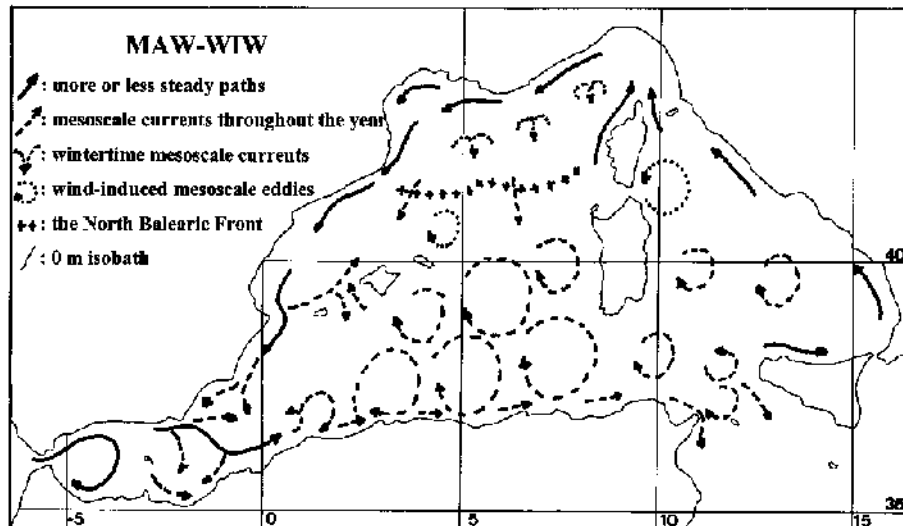 MAW-WIW
: more or less steady paths
: mesoscale currents throughout the year
: wintertime mesoscale currents
: wind-induced mesoscale eddies
: the North Balearic Front
: 0 m isobath
40
35
-5 0 5 10 15